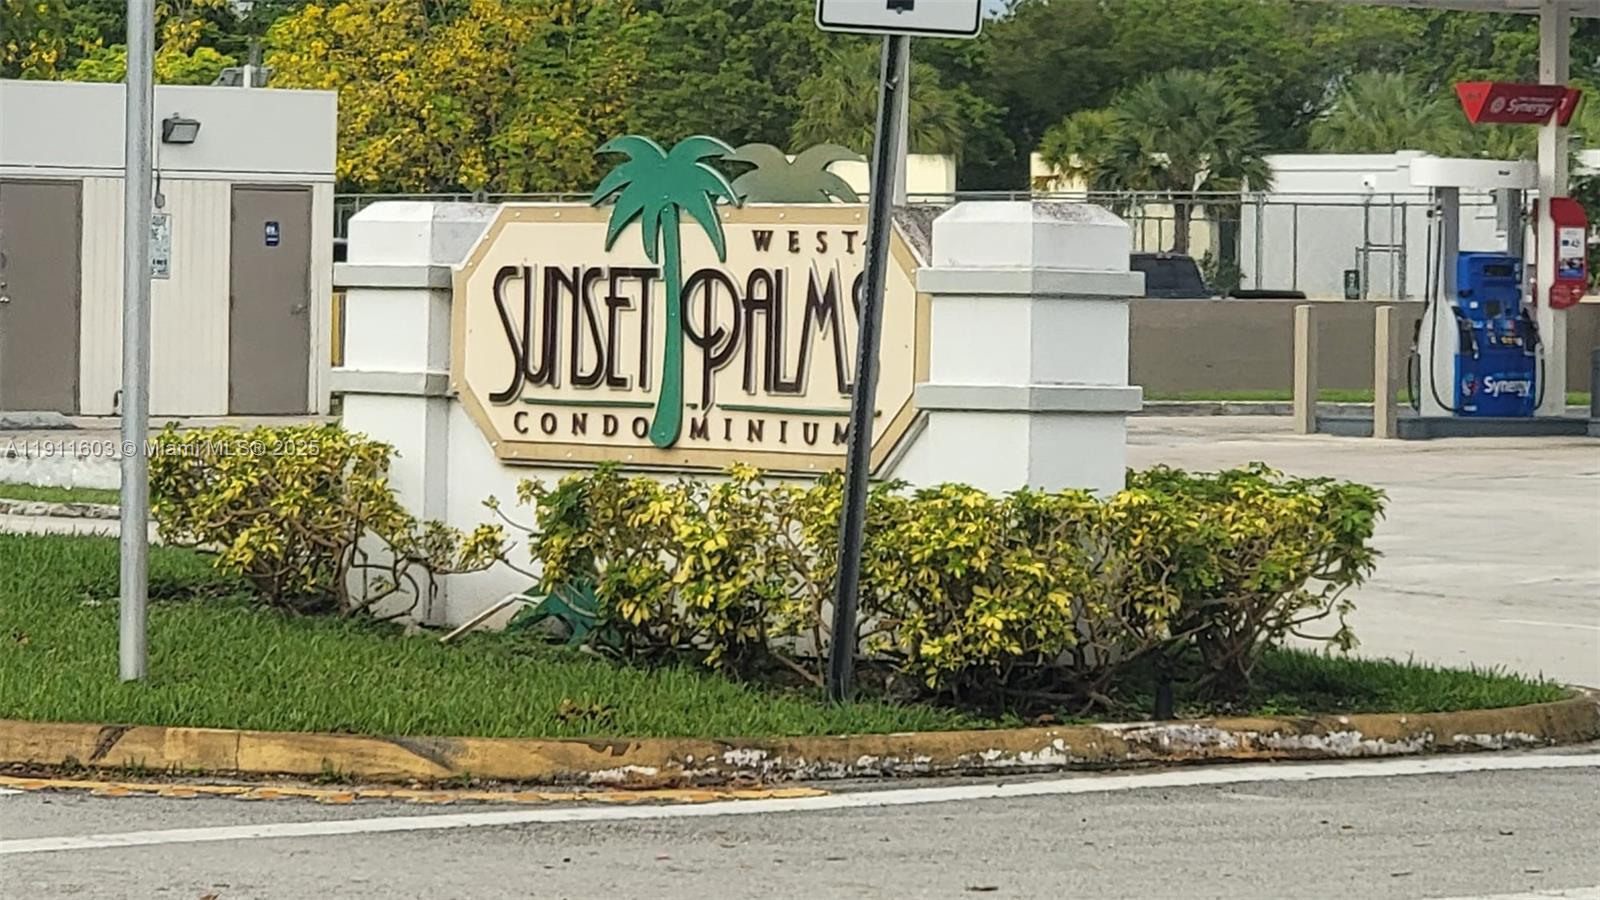 WEST
SUNSET PALMS
CONDOMINIUM
Synergy
Synergy
A11911603 © Miami MLS® 2025